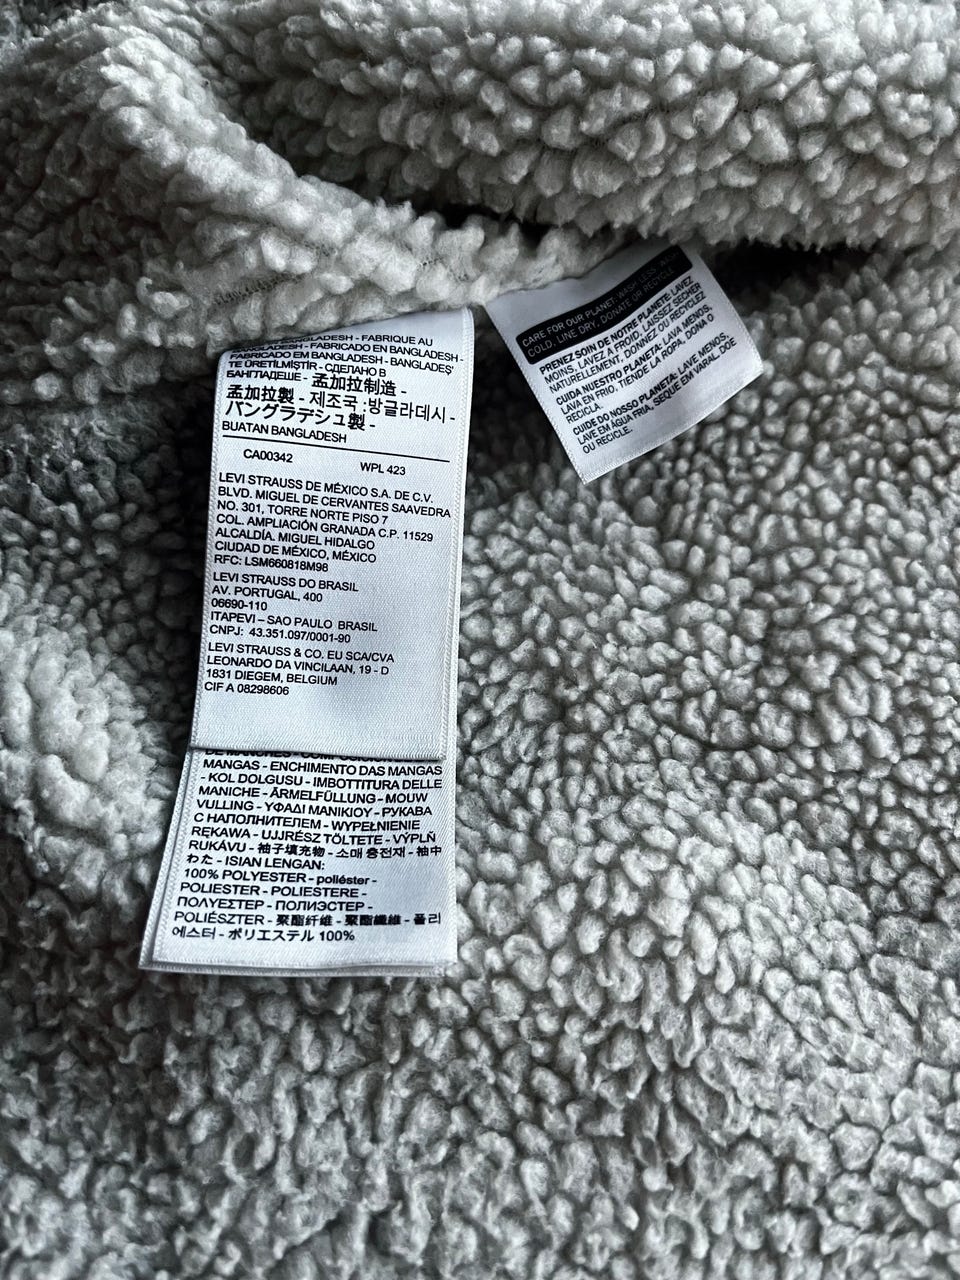 BANGLADESH - FABRIQUE AU
BANGLADESH - FABRICADO EN BANGLADESH -
FABRICADO EM BANGLADESH - BANGLADEŞ'
TE ÜRETİLMİŞTİR - СДЕЛАНО В
БАНГЛАДЕШЕ - 孟加拉制造 -
孟加拉製 - 제조국 :방글라데시 -
バングラデシュ製 -
BUATAN BANGLADESH
CA00342 WPL 423
LEVI STRAUSS DE MÉXICO S.A. DE C.V.
BLVD. MIGUEL DE CERVANTES SAAVEDRA
NO. 301, TORRE NORTE PISO 7
COL. AMPLIACIÓN GRANADA C.P. 11529
ALCALDÍA. MIGUEL HIDALGO
CIUDAD DE MÉXICO, MÉXICO
RFC: LSM660818M98
LEVI STRAUSS DO BRASIL
AV. PORTUGAL, 400
06690-110
ITAPEVI – SAO PAULO BRASIL
CNPJ: 43.351.097/0001-90
LEVI STRAUSS & CO. EU SCA/CVA
LEONARDO DA VINCILAAN, 19 - D
1831 DIEGEM, BELGIUM
CIF A 08298606
MANGAS - ENCHIMENTO DAS MANGAS
- KOL DOLGUSU - IMBOTTITURA DELLE
MANICHE - ÄRMELFÜLLUNG - MOUW
VULLING - ΥΦΑΔΙ ΜΑΝΙΚΙΟΥ - РУКАВА
С НАПОЛНИТЕЛЕМ - WYPEŁNIENIE
RĘKAWA - UJJRÉSZ TÖLTETE - VÝPLŇ
RUKÁVU - 袖子填充物 - 소매 충전재 - 袖中
わた - ISIAN LENGAN:
100% POLYESTER - poliéster -
POLIESTER - POLIESTERE -
ΠΟΛΥΕΣΤΕΡ - ПОЛИЭСТЕР -
POLIÉSZTER - 聚酯纤维 - 聚酯纖維 - 폴리
에스터 - ポリエステル 100%
CARE FOR OUR PLANET: WASH LESS, WASH
COLD, LINE DRY, DONATE OR RECYCLE.
PRENEZ SOIN DE NOTRE PLANÈTE: LAVEZ
MOINS, LAVEZ A FROID, LAISSEZ SECHER
NATURELLEMENT, DONNEZ OU RECYCLEZ
CUIDA NUESTRO PLANETA: LAVA MENOS,
LAVA EN FRIO, TIENDE LA ROPA, DONA O
RECICLA.
CUIDE DO NOSSO PLANETA: LAVE MENOS,
LAVE EM ÁGUA FRIA, SEQUE EM VARAL, DOE
OU RECICLE.